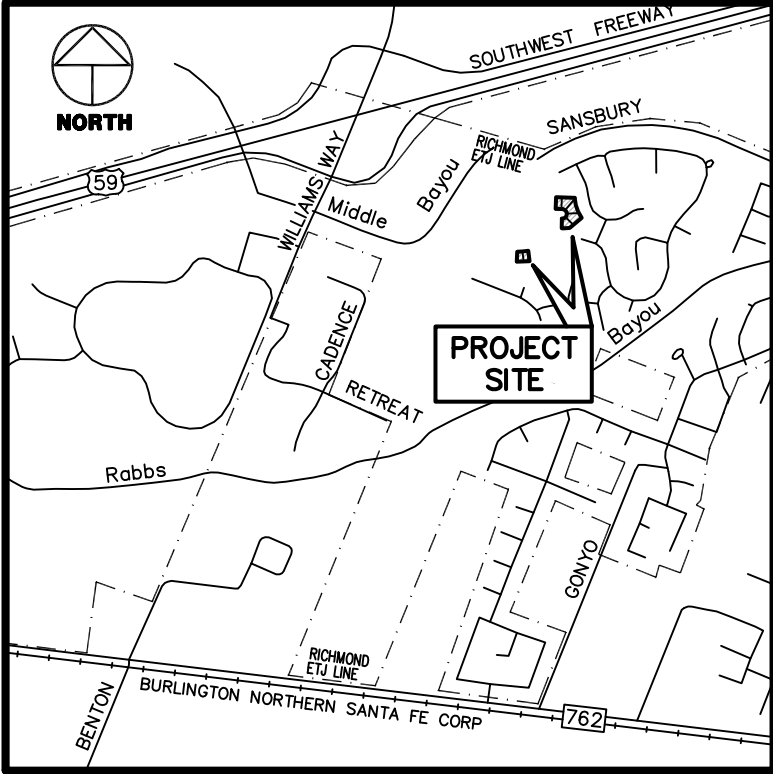 SOUTHWEST FREEWAY
NORTH
SANSBURY
RICHMOND
ETJ LINE
59
WILLIAMS WAY
Middle
Bayou
CADENCE
Bayou
PROJECT
SITE
RETREAT
Rabbs
GONYO
RICHMOND
ETJ LINE
BENTON
BURLINGTON NORTHERN SANTA FE CORP
762